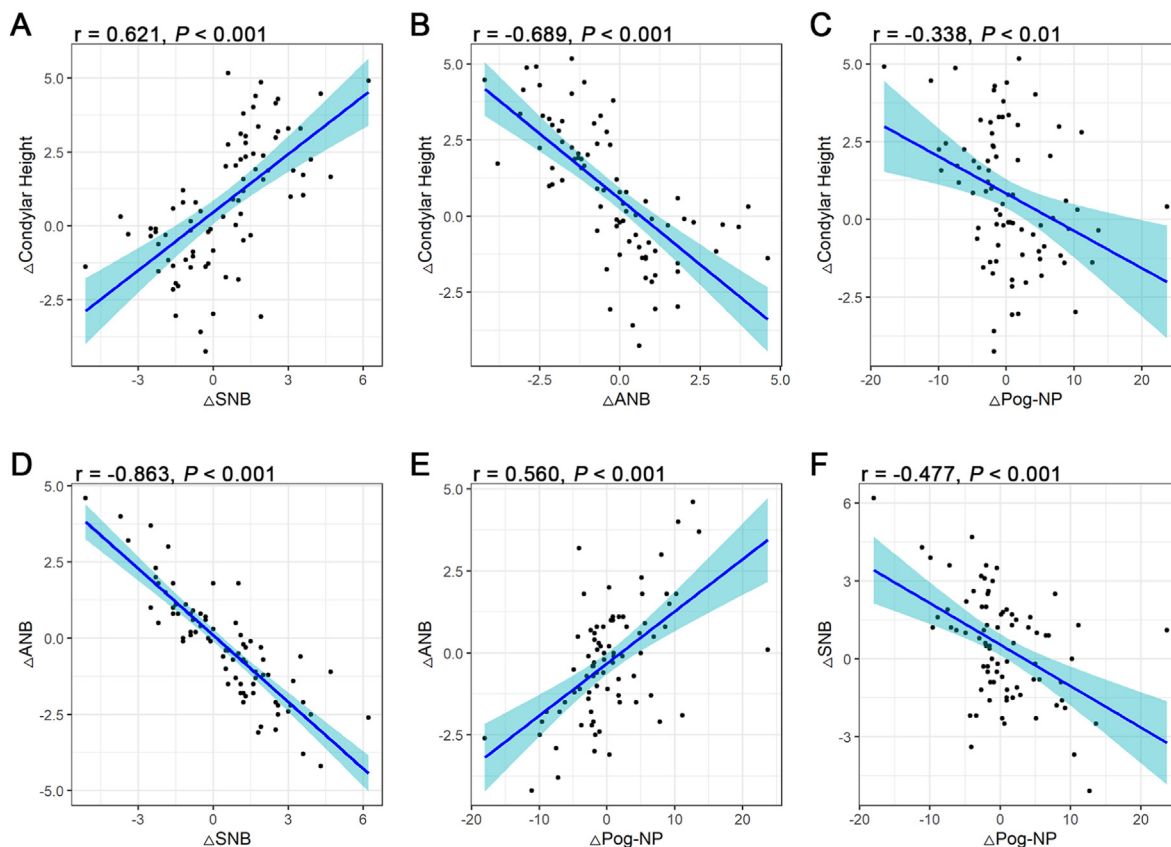 A
r = 0.621, P < 0.001
△Condylar Height
5.0
2.5
0.0
-2.5
-3
0
3
6
△SNB
B
r = -0.689, P < 0.001
△Condylar Height
5.0
2.5
0.0
-2.5
-2.5
0.0
2.5
5.0
△ANB
C
r = -0.338, P < 0.01
△Condylar Height
5.0
2.5
0
-2.5
-20
-10
0
10
20
△Pog-NP
D
r = -0.863, P < 0.001
△ANB
5.0
2.5
0.0
-2.5
-5.0
-3
0
3
6
△SNB
E
r = 0.560, P < 0.001
△ANB
5.0
2.5
0.0
-2.5
-20
-10
0
10
20
△Pog-NP
F
r = -0.477, P < 0.001
△SNB
6
3
0
-3
-20
-10
0
10
20
△Pog-NP